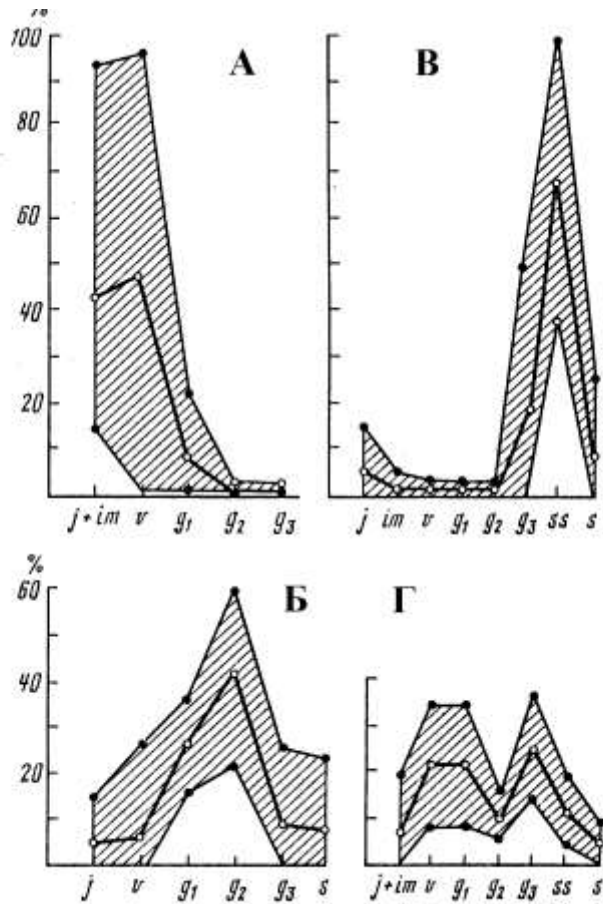 %
100
80
60
40
20
А
В
j+im v g₁ g₂ g₃
j im v g₁ g₂ g₃ ss s
%
60
40
20
Б
Г
j v g₁ g₂ g₃ s
j+im v g₁ g₂ g₃ ss s